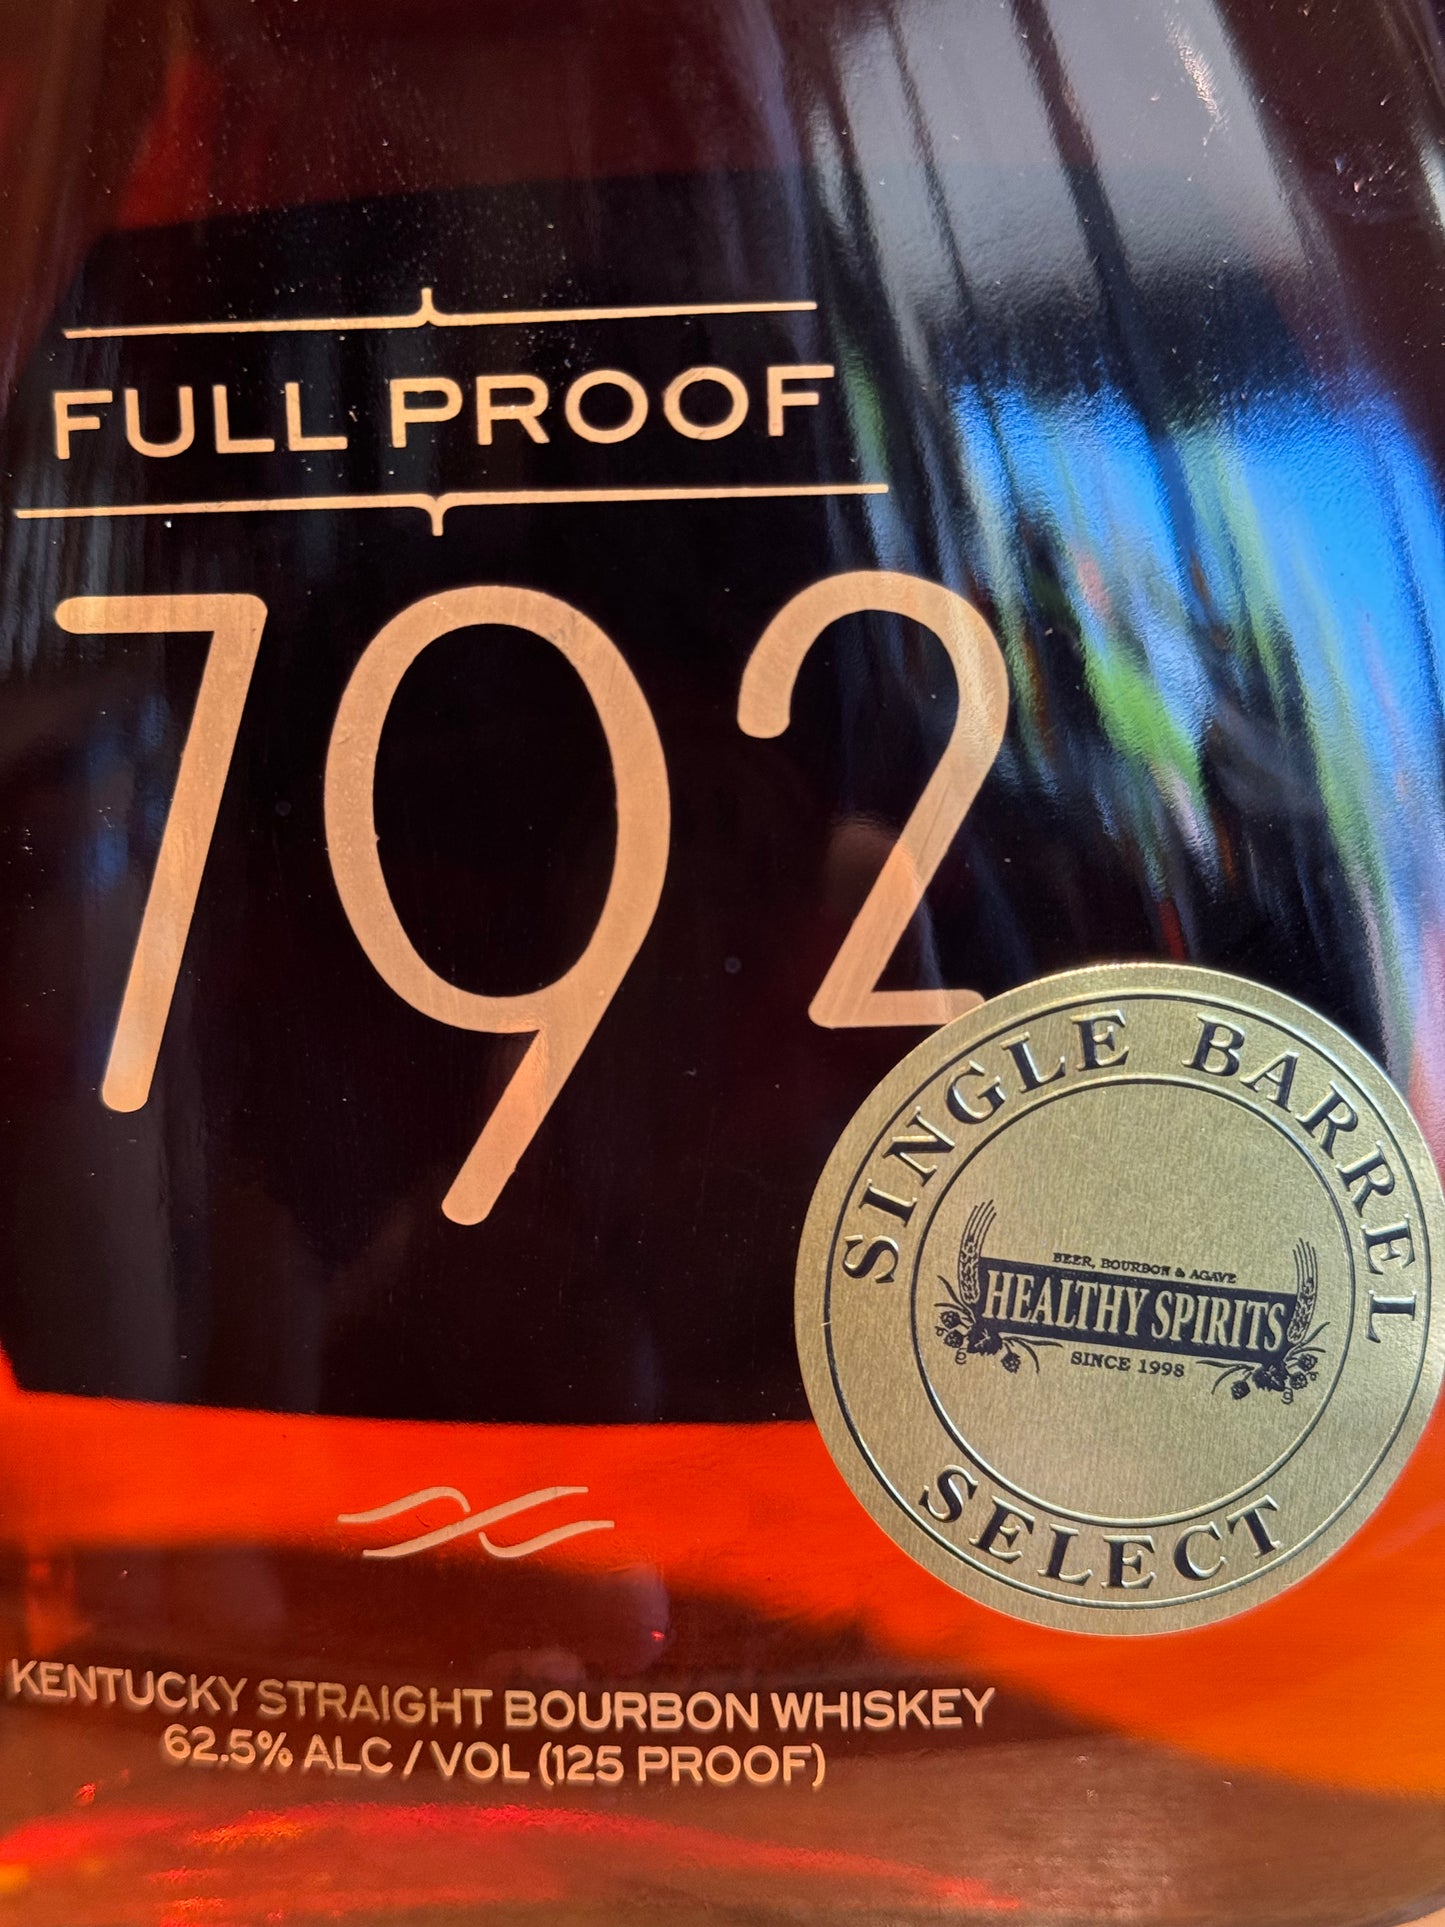 FULL PROOF
792
SINGLE BARREL
BEER, BOURBON & AGAVE
HEALTHY SPIRITS
SINCE 1998
SELECT
KENTUCKY STRAIGHT BOURBON WHISKEY
62.5% ALC / VOL (125 PROOF)